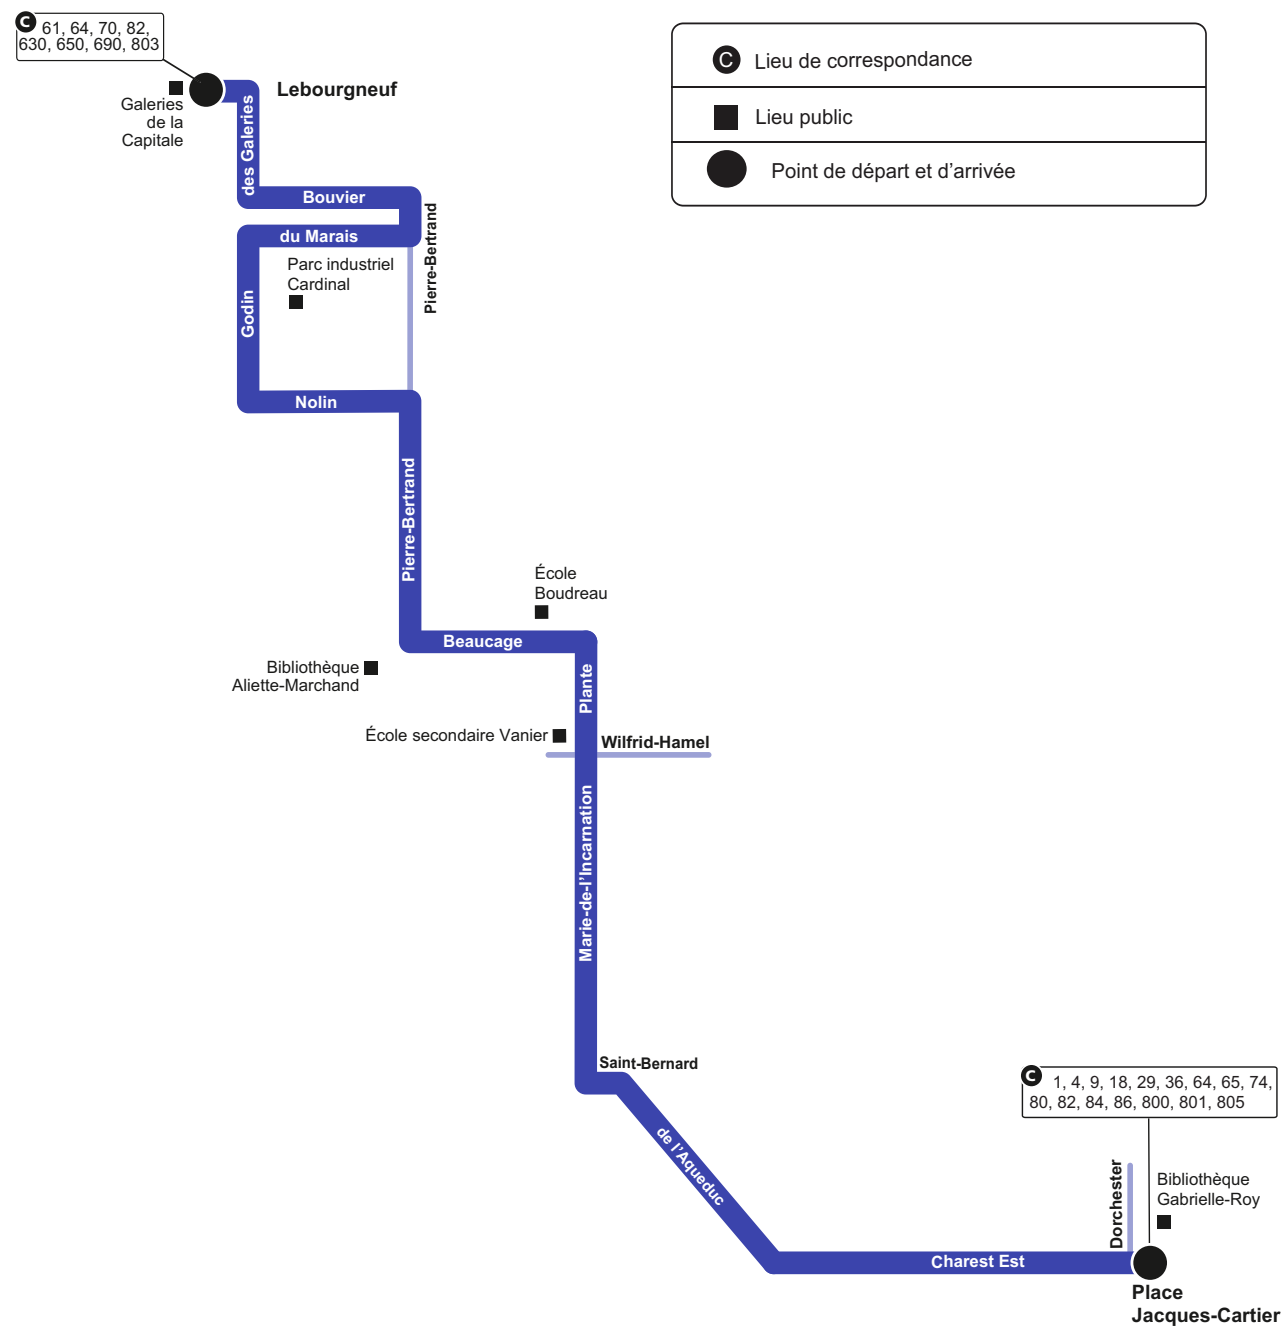 C 61, 64, 70, 82,
630, 650, 690, 803
Lebourgneuf
Galeries
de la
Capitale
C Lieu de correspondance
Lieu public
Point de départ et d'arrivée
des Galeries
Bouvier
Pierre-Bertrand
du Marais
Parc industriel
Cardinal
Godin
Nolin
Pierre-Bertrand
École
Boudreau
Beaucage
Bibliothèque
Aliette-Marchand
Plante
École secondaire Vanier
Wilfrid-Hamel
Marie-de-l'Incarnation
Saint-Bernard
de l'Aqueduc
C 1, 4, 9, 18, 29, 36, 64, 65, 74,
80, 82, 84, 86, 800, 801, 805
Dorchester
Bibliothèque
Gabrielle-Roy
Charest Est
Place
Jacques-Cartier